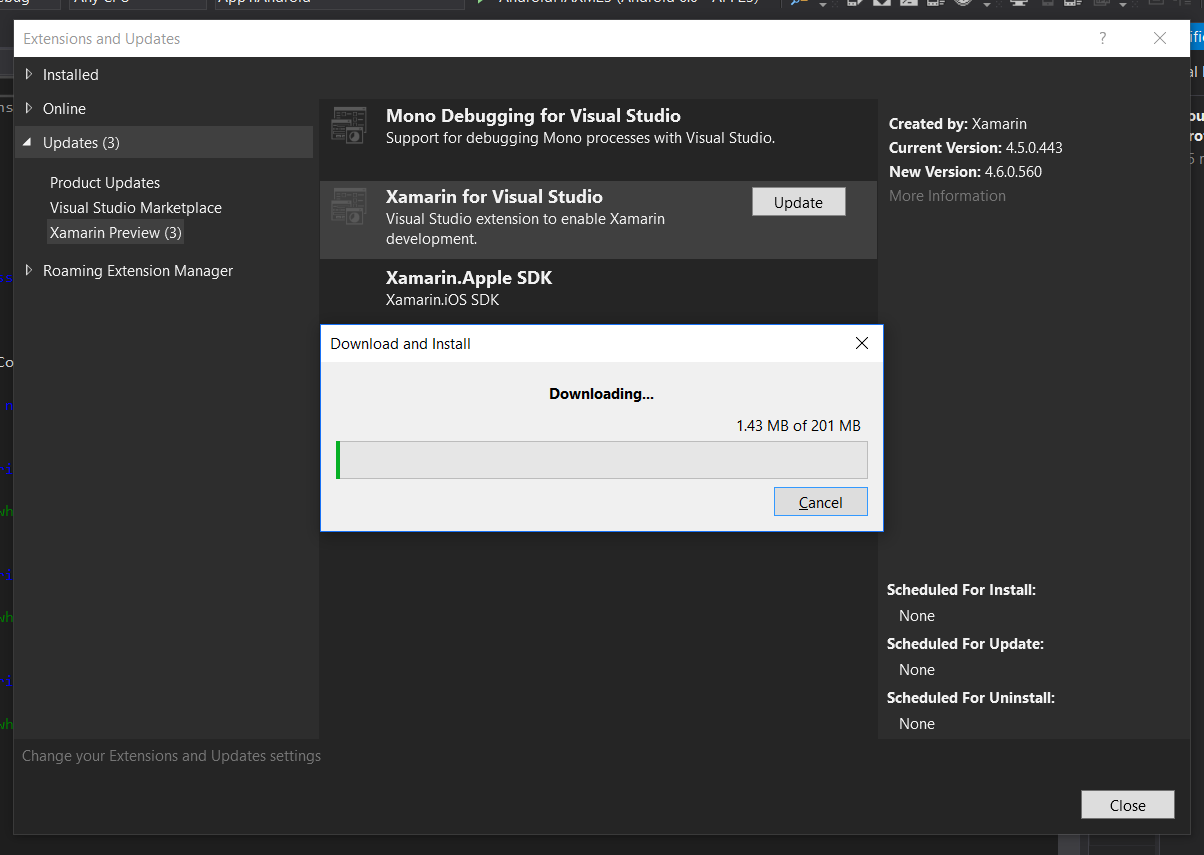 Any CPU
Extensions and Updates
?
Installed
Online
Updates (3)
Product Updates
Visual Studio Marketplace
Xamarin Preview (3)
Roaming Extension Manager
Mono Debugging for Visual Studio
Support for debugging Mono processes with Visual Studio.
Xamarin for Visual Studio
Update
Visual Studio extension to enable Xamarin
development.
Xamarin.Apple SDK
Xamarin.iOS SDK
Created by: Xamarin
Current Version: 4.5.0.443
New Version: 4.6.0.560
More Information
Download and Install
Downloading...
1.43 MB of 201 MB
Cancel
Scheduled For Install:
None
Scheduled For Update:
None
Scheduled For Uninstall:
None
Change your Extensions and Updates settings
Close